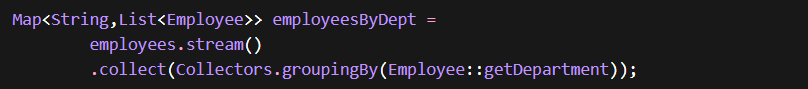 Map<String,List<Employee>> employeesByDept =
employees.stream()
.collect(Collectors.groupingBy(Employee::getDepartment));